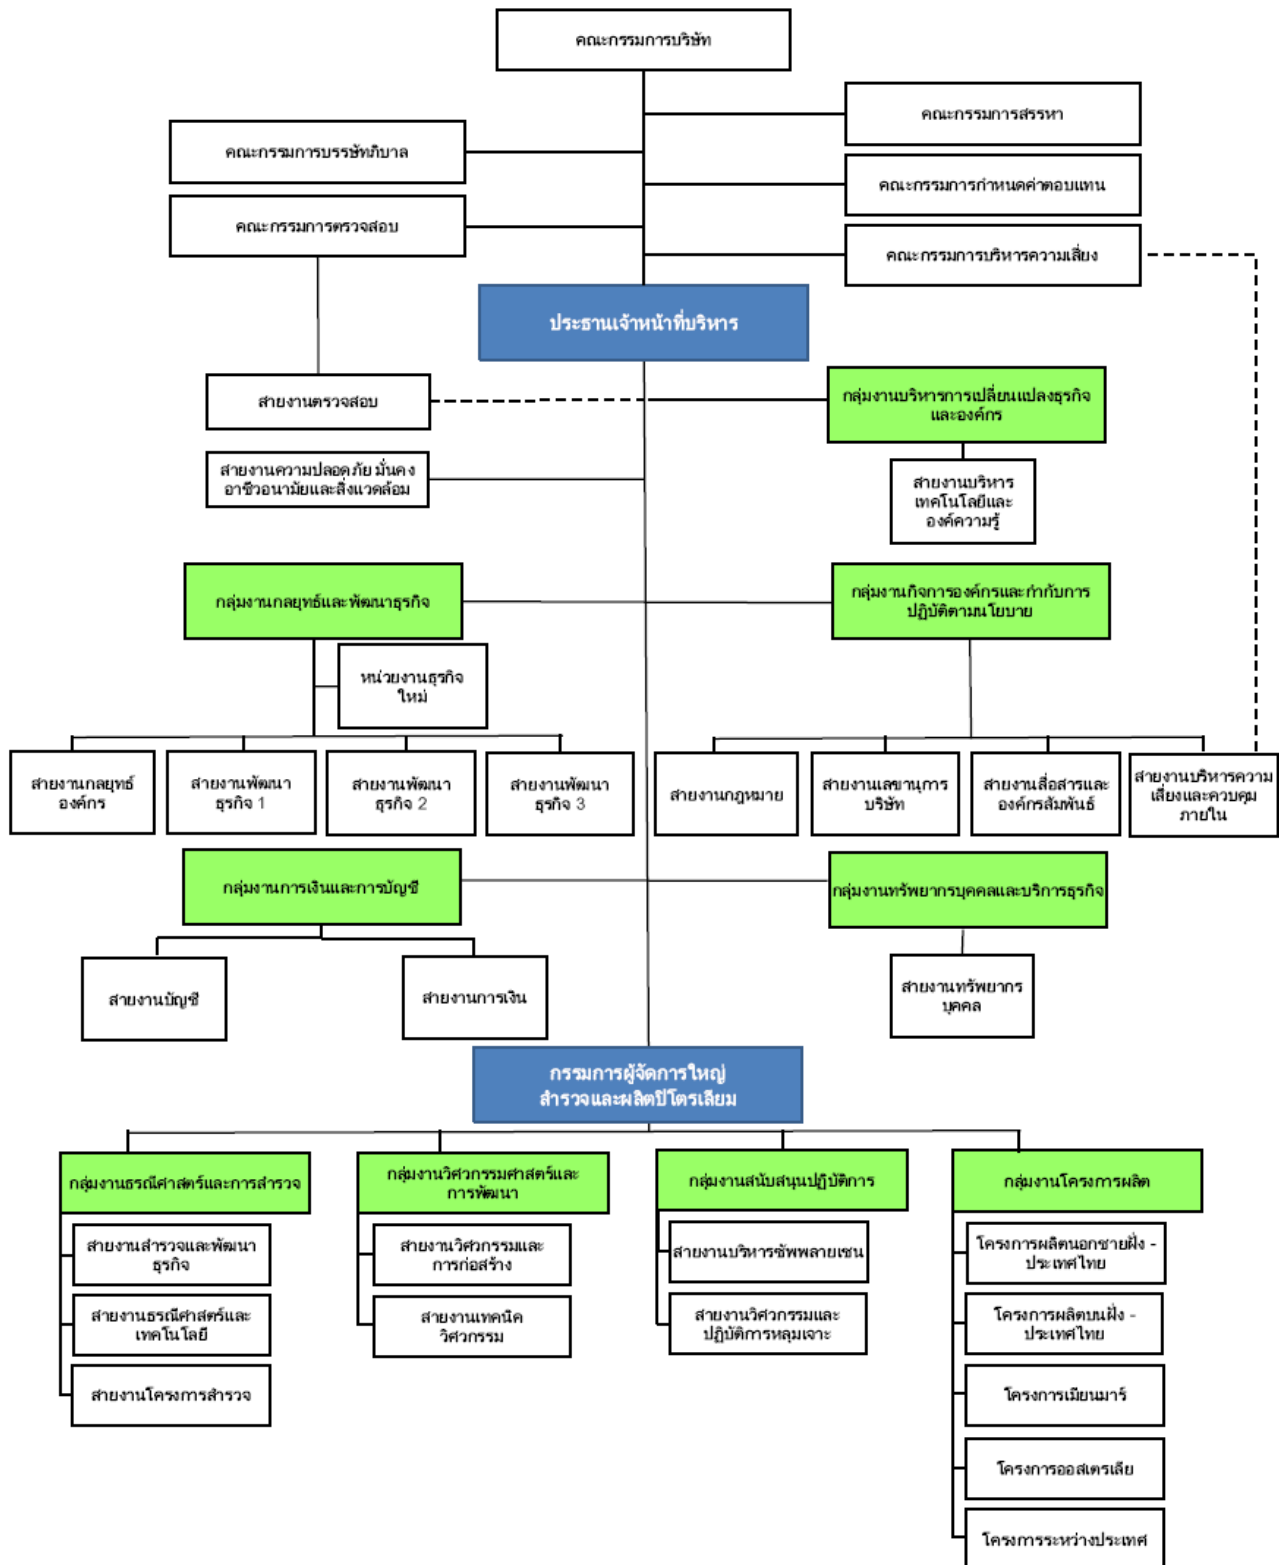 คณะกรรมการบริษัท
คณะกรรมการสรรหา
คณะกรรมการบรรษัทภิบาล
คณะกรรมการกำหนดค่าตอบแทน
คณะกรรมการตรวจสอบ
คณะกรรมการบริหารความเสี่ยง
ประธานเจ้าหน้าที่บริหาร
สายงานตรวจสอบ
กลุ่มงานบริหารการเปลี่ยนแปลงธุรกิจ
และองค์กร
สายงานความปลอดภัย มั่นคง
อาชีวอนามัยและสิ่งแวดล้อม
สายงานบริหาร
เทคโนโลยีและ
องค์ความรู้
กลุ่มงานกลยุทธ์และพัฒนาธุรกิจ
กลุ่มงานกิจการองค์กรและกำกับการ
ปฏิบัติตามนโยบาย
หน่วยงานธุรกิจ
ใหม่
สายงานกลยุทธ์
องค์กร
สายงานพัฒนา
ธุรกิจ 1
สายงานพัฒนา
ธุรกิจ 2
สายงานพัฒนา
ธุรกิจ 3
สายงานกฎหมาย
สายงานเลขานุการ
บริษัท
สายงานสื่อสารและ
องค์กรสัมพันธ์
สายงานบริหารความ
เสี่ยงและควบคุม
ภายใน
กลุ่มงานการเงินและการบัญชี
กลุ่มงานทรัพยากรบุคคลและบริการธุรกิจ
สายงานบัญชี
สายงานการเงิน
สายงานทรัพยากร
บุคคล
กรรมการผู้จัดการใหญ่
สำรวจและผลิตปิโตรเลียม
กลุ่มงานธรณีศาสตร์และการสำรวจ
กลุ่มงานวิศวกรรมศาสตร์และ
การพัฒนา
กลุ่มงานสนับสนุนปฏิบัติการ
กลุ่มงานโครงการผลิต
สายงานสำรวจและพัฒนา
ธุรกิจ
สายงานวิศวกรรมและ
การก่อสร้าง
สายงานบริหารซัพพลายเชน
โครงการผลิตนอกชายฝั่ง -
ประเทศไทย
สายงานธรณีศาสตร์และ
เทคโนโลยี
สายงานเทคนิค
วิศวกรรม
สายงานวิศวกรรมและ
ปฏิบัติการหลุมเจาะ
โครงการผลิตบนฝั่ง -
ประเทศไทย
สายงานโครงการสำรวจ
โครงการเมียนมาร์
โครงการออสเตรเลีย
โครงการระหว่างประเทศ